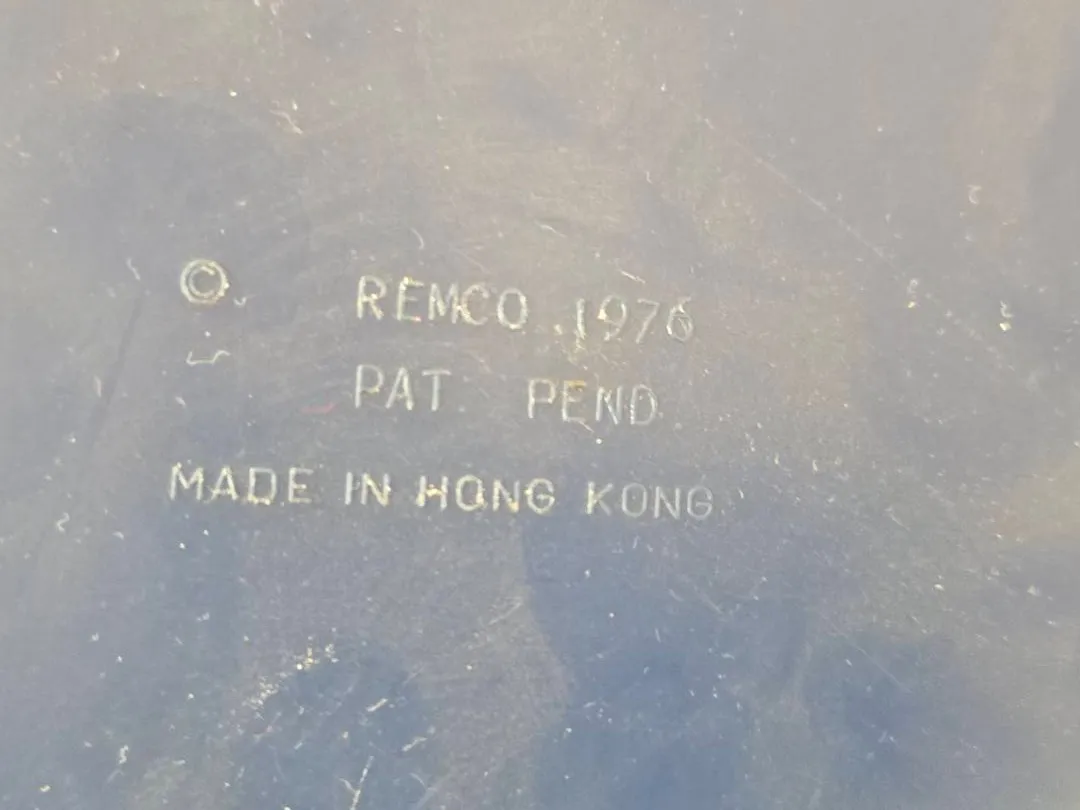 © REMCO 1976
PAT. PEND
MADE IN HONG KONG